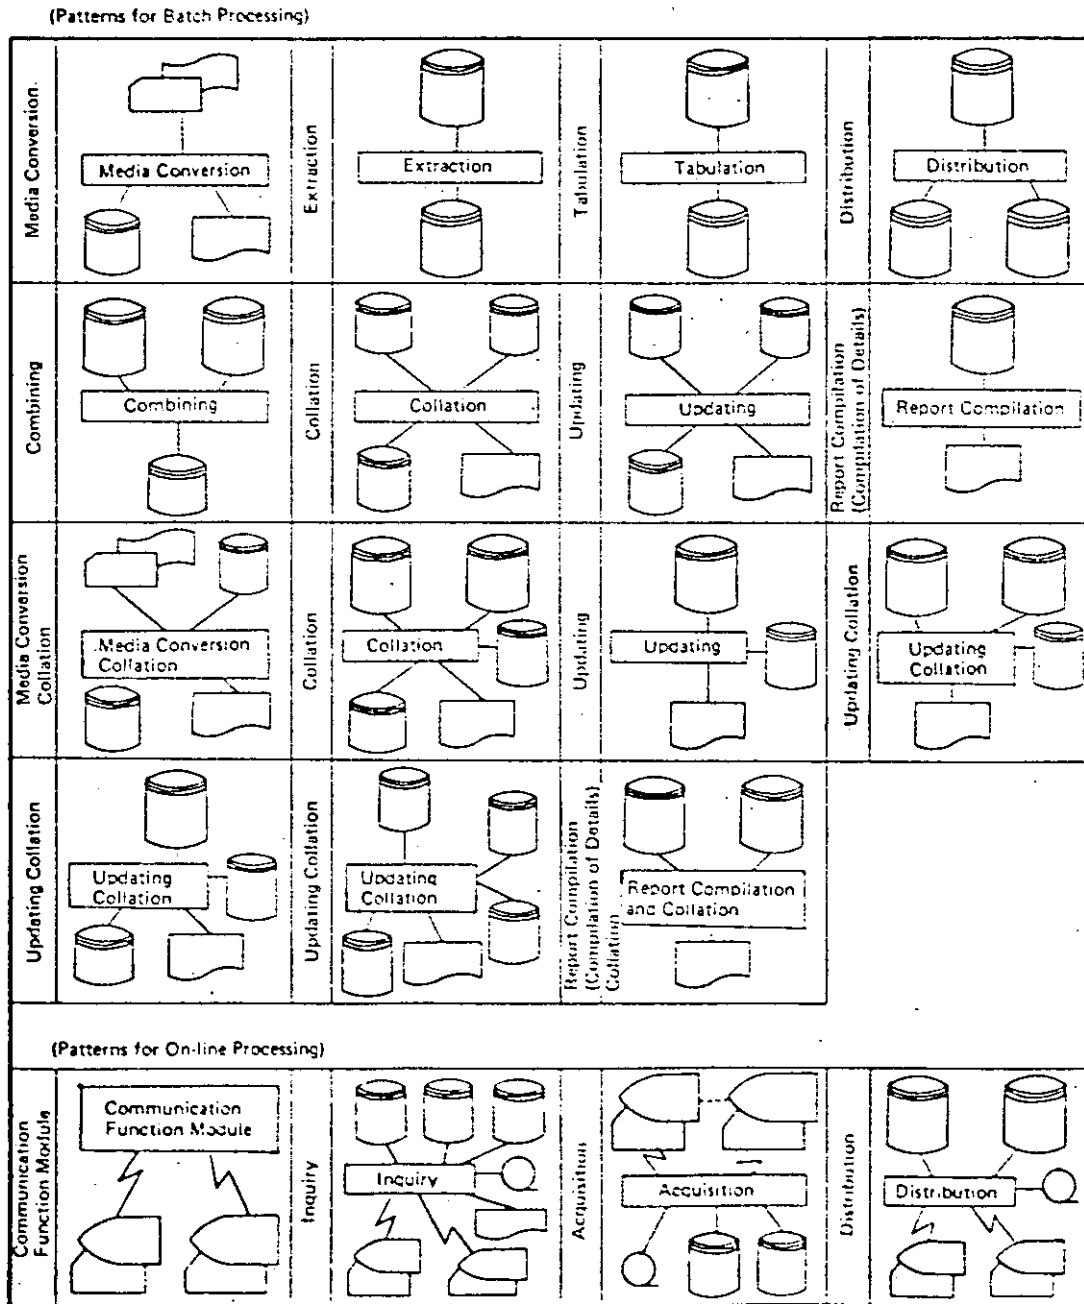 (Patterns for Batch Processing)
Media Conversion.
Media Conversion
Extraction
Extraction
Tabulation
Tabulation
Distribution
Distribution
Combining
Combining
Collation
Collation
Updating
Updating
Report Compilation
(Compilation of Details)
Report Compilation
Media Conversion
Collation
Media Conversion
Collation
Collation
Collation
Updating
Updating
Updating Collation
Updating
Collation
Updating Collation
Updating
Collation
Updating Collation
Updating
Collation
Report Compilation
(Compilation of Details)
Collating
Report Compilation
and Collation
(Patterns for On-line Processing)
Communication
Function Module
Communication
Function Module
Inquiry
Inquiry
Acquisition
Acquisition
Distribution
Distribution